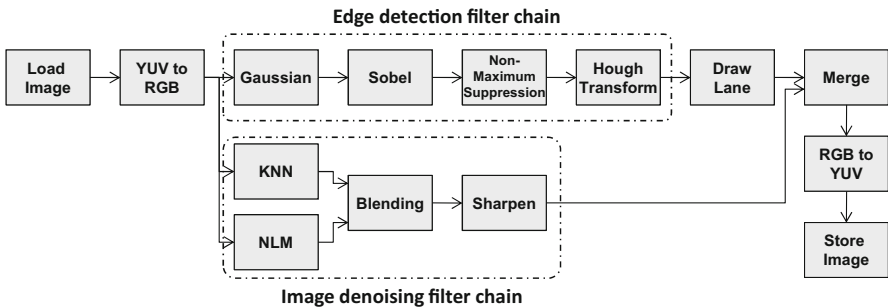 Edge detection filter chain
Load
Image
YUV to
RGB
Gaussian
Sobel
Non-
Maximum
Suppression
Hough
Transform
Draw
Lane
Merge
KNN
NLM
Blending
Sharpen
RGB to
YUV
Store
Image
Image denoising filter chain